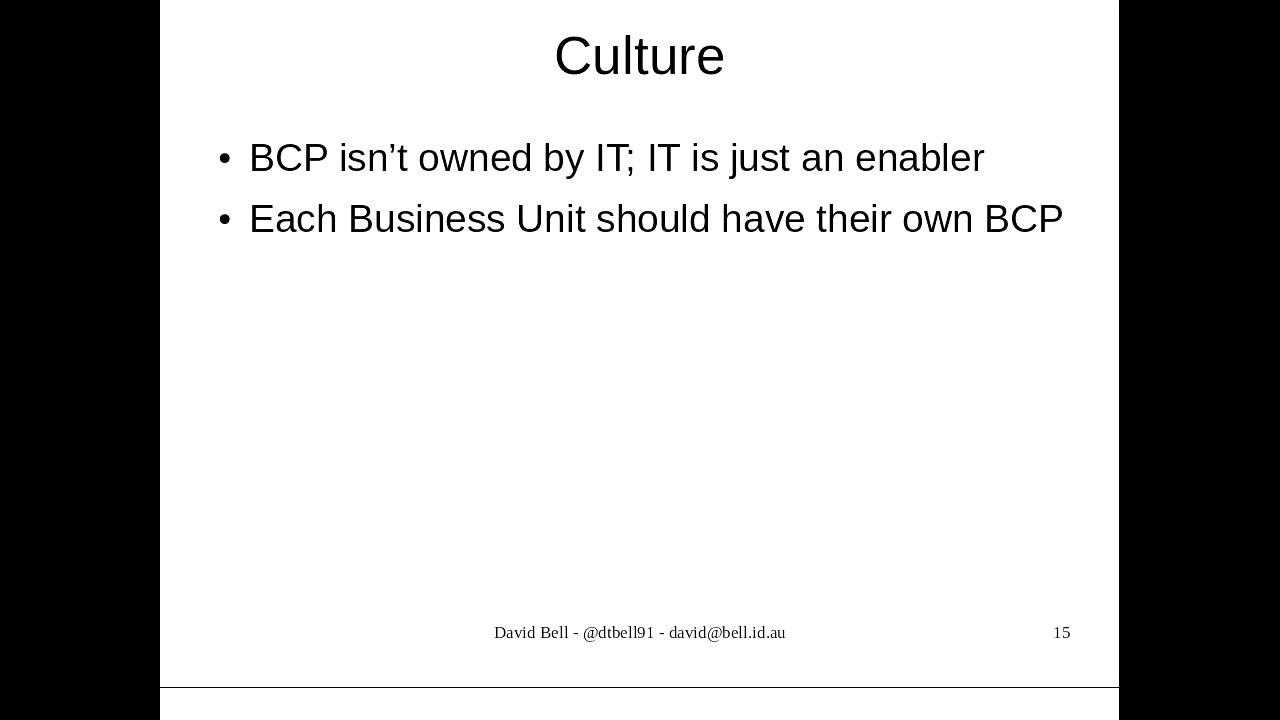 Culture
• BCP isn’t owned by IT; IT is just an enabler
• Each Business Unit should have their own BCP
David Bell - @dtbell91 - david@bell.id.au
15